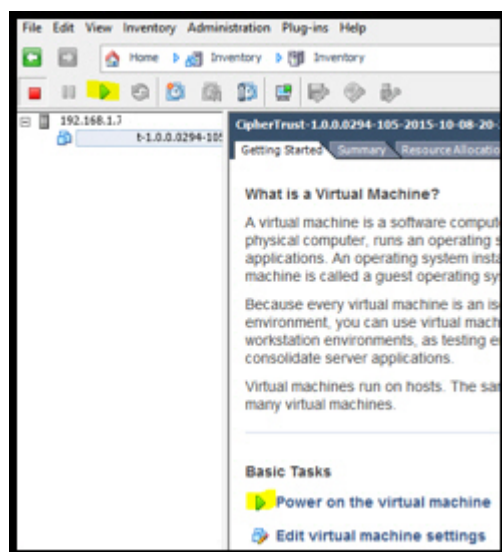 File Edit View Inventory Administration Plug-ins Help
Home Inventory Inventory
192.168.1.7
t-1.0.0.0294-105
CipherTrust-1.0.0.0294-105-2015-10-08-20-
Getting Started Summary Resource Allocatio
What is a Virtual Machine?
A virtual machine is a software comput
physical computer, runs an operating s
applications. An operating system insta
machine is called a guest operating sy
Because every virtual machine is an is
environment, you can use virtual mach
workstation environments, as testing e
consolidate server applications.
Virtual machines run on hosts. The sa
many virtual machines.
Basic Tasks
Power on the virtual machine
Edit virtual machine settings